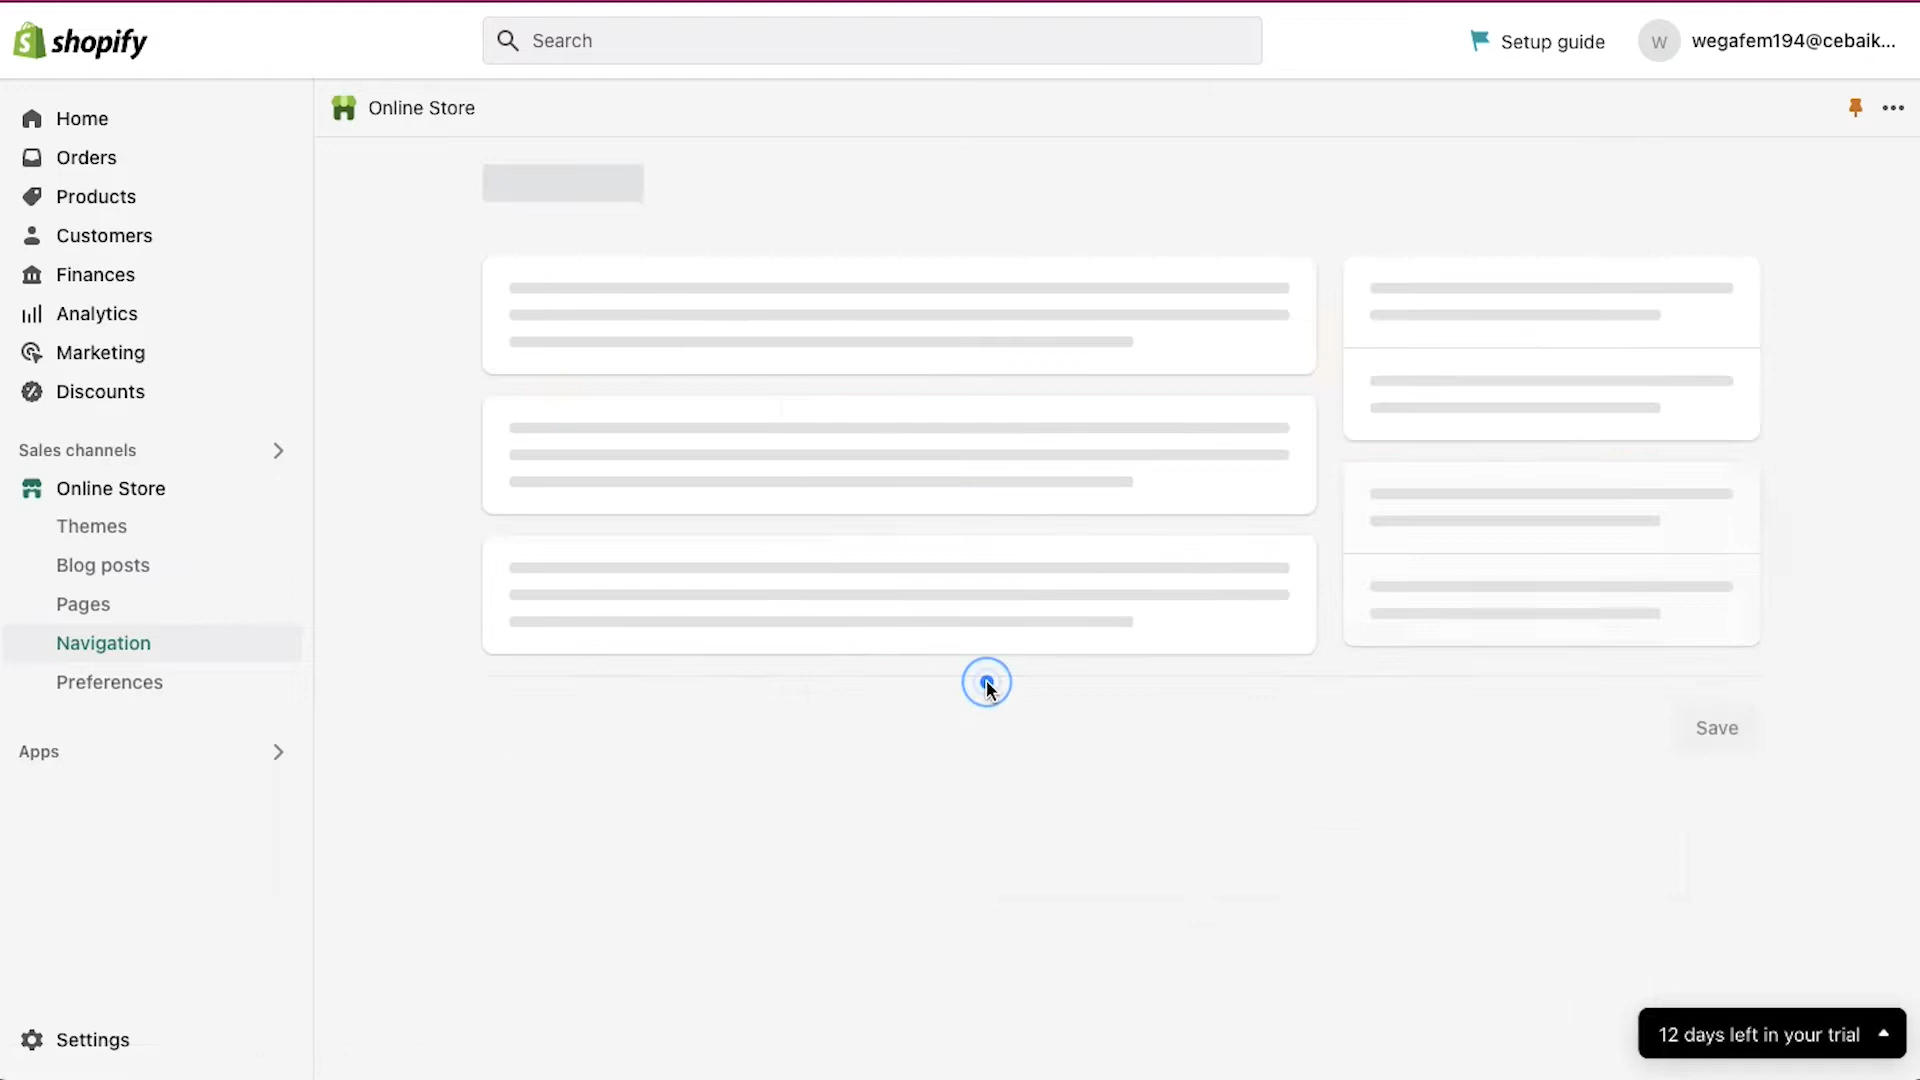 shopify
Search
Setup guide
W
wegafem194@cebaik...
Home
Orders
Products
Customers
Finances
Analytics
Marketing
Discounts
Sales channels
Online Store
Themes
Blog posts
Pages
Navigation
Preferences
Apps
Settings
Online Store
Save
12 days left in your trial